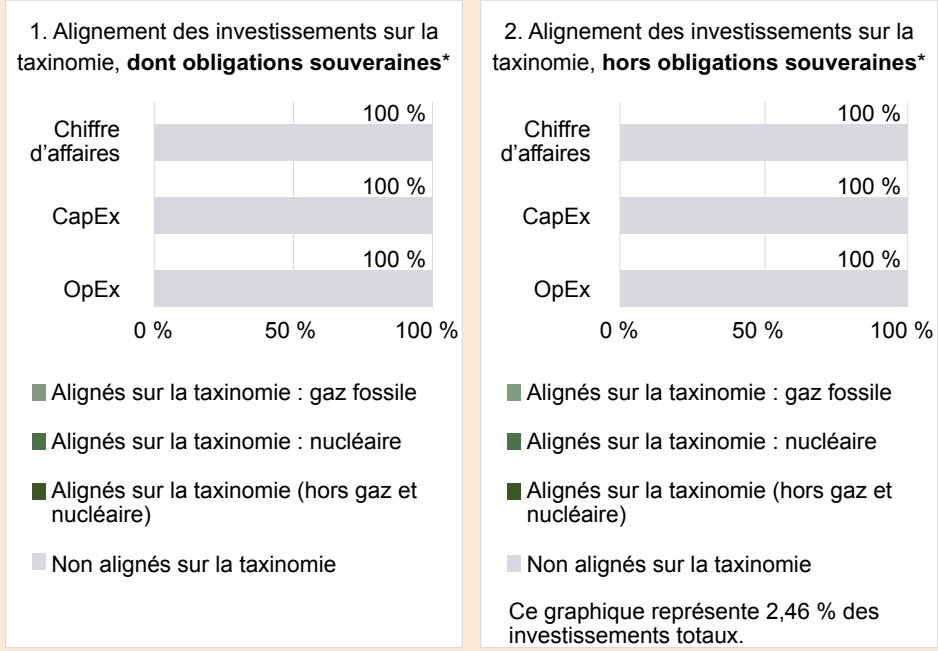 1. Alignement des investissements sur la
taxinomie, dont obligations souveraines*
100 %
Chiffre
d'affaires
100 %
CapEx
100 %
OpEx
0 % 50 % 100 %
Alignés sur la taxinomie : gaz fossile
Alignés sur la taxinomie : nucléaire
Alignés sur la taxinomie (hors gaz et
nucléaire)
Non alignés sur la taxinomie
2. Alignement des investissements sur la
taxinomie, hors obligations souveraines*
100 %
Chiffre
d'affaires
100 %
CapEx
100 %
OpEx
0 % 50 % 100 %
Alignés sur la taxinomie : gaz fossile
Alignés sur la taxinomie : nucléaire
Alignés sur la taxinomie (hors gaz et
nucléaire)
Non alignés sur la taxinomie
Ce graphique représente 2,46 % des
investissements totaux.